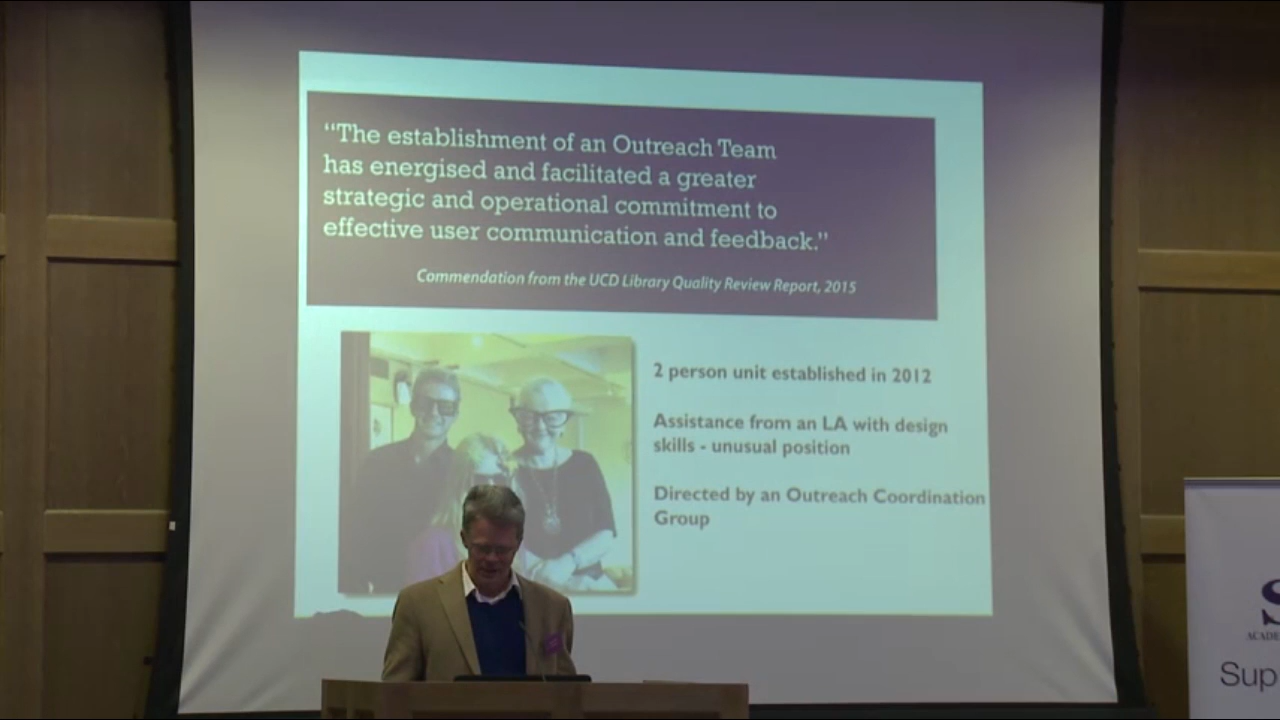 “The establishment of an Outreach Team
has energised and facilitated a greater
strategic and operational commitment to
effective user communication and feedback.”
Commendation from the UCD Library Quality Review Report, 2015
2 person unit established in 2012
Assistance from an LA with design
skills - unusual position
Directed by an Outreach Coordination
Group
S
ACADE
Sup